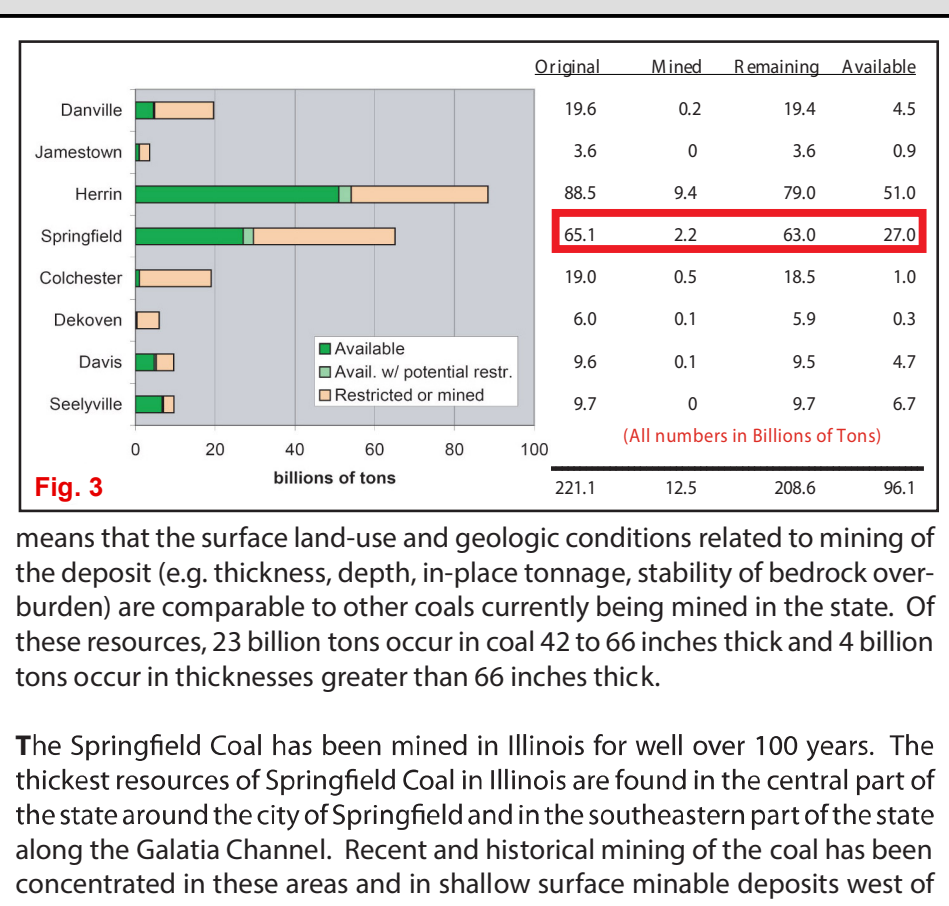 Original Mined Remaining Available
Danville 19.6 0.2 19.4 4.5
Jamestown 3.6 0 3.6 0.9
Herrin 88.5 9.4 79.0 51.0
Springfield 65.1 2.2 63.0 27.0
Colchester 19.0 0.5 18.5 1.0
Dekoven 6.0 0.1 5.9 0.3
Available
Davis 9.6 0.1 9.5 4.7
Avail. w/ potential restr.
Restricted or mined
Seelyville 9.7 0 9.7 6.7
(All numbers in Billions of Tons)
0 20 40 60 80 100
billions of tons
Fig. 3 221.1 12.5 208.6 96.1
means that the surface land-use and geologic conditions related to mining of
the deposit (e.g. thickness, depth, in-place tonnage, stability of bedrock over-
burden) are comparable to other coals currently being mined in the state. Of
these resources, 23 billion tons occur in coal 42 to 66 inches thick and 4 billion
tons occur in thicknesses greater than 66 inches thick.
The Springfield Coal has been mined in Illinois for well over 100 years. The
thickest resources of Springfield Coal in Illinois are found in the central part of
the state around the city of Springfield and in the southeastern part of the state
along the Galatia Channel. Recent and historical mining of the coal has been
concentrated in these areas and in shallow surface minable deposits west of